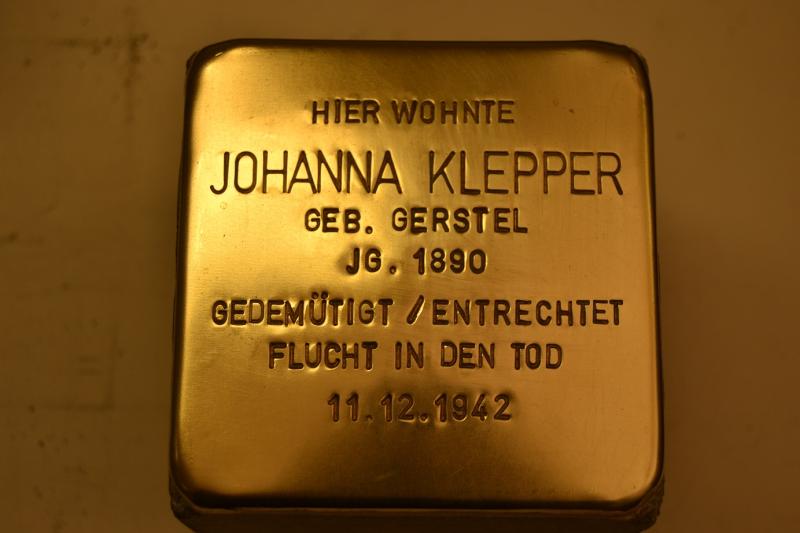 HIER WOHNTE
JOHANNA KLEPPER
GEB. GERSTEL
JG. 1890
GEDEMÜTIGT / ENTRECHTET
FLUCHT IN DEN TOD
11.12.1942